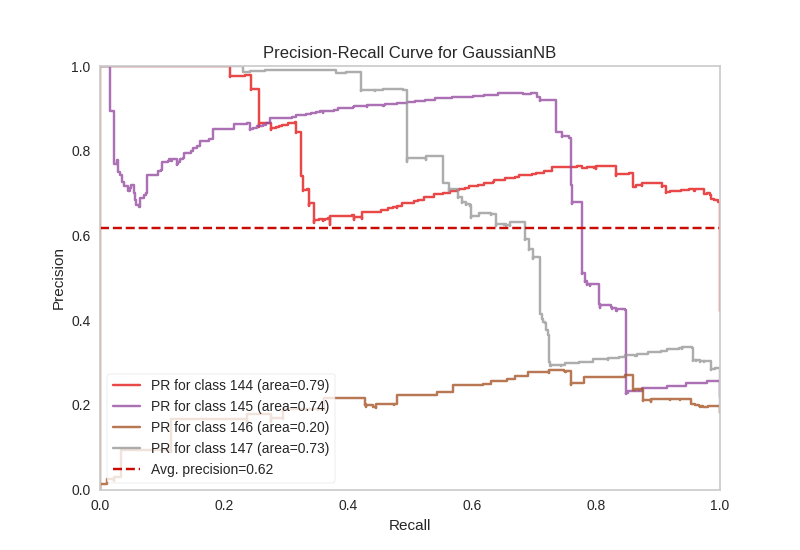 Precision-Recall Curve for GaussianNB
1.0
0.8
0.6
0.4
0.2
0.0
Precision
PR for class 144 (area=0.79)
PR for class 145 (area=0.74)
PR for class 146 (area=0.20)
PR for class 147 (area=0.73)
Avg. precision=0.62
0.0 0.2 0.4 0.6 0.8 1.0
Recall